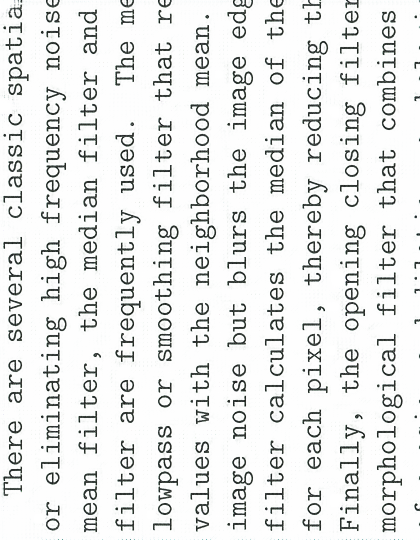 There are several classic spatia
or eliminating high frequency noise
mean filter, the median filter and
filter are frequently used. The me
lowpass or smoothing filter that re
values with the neighborhood mean.
image noise but blurs the image edg
filter calculates the median of the
for each pixel, thereby reducing th
Finally, the opening closing filter
morphological filter that combines